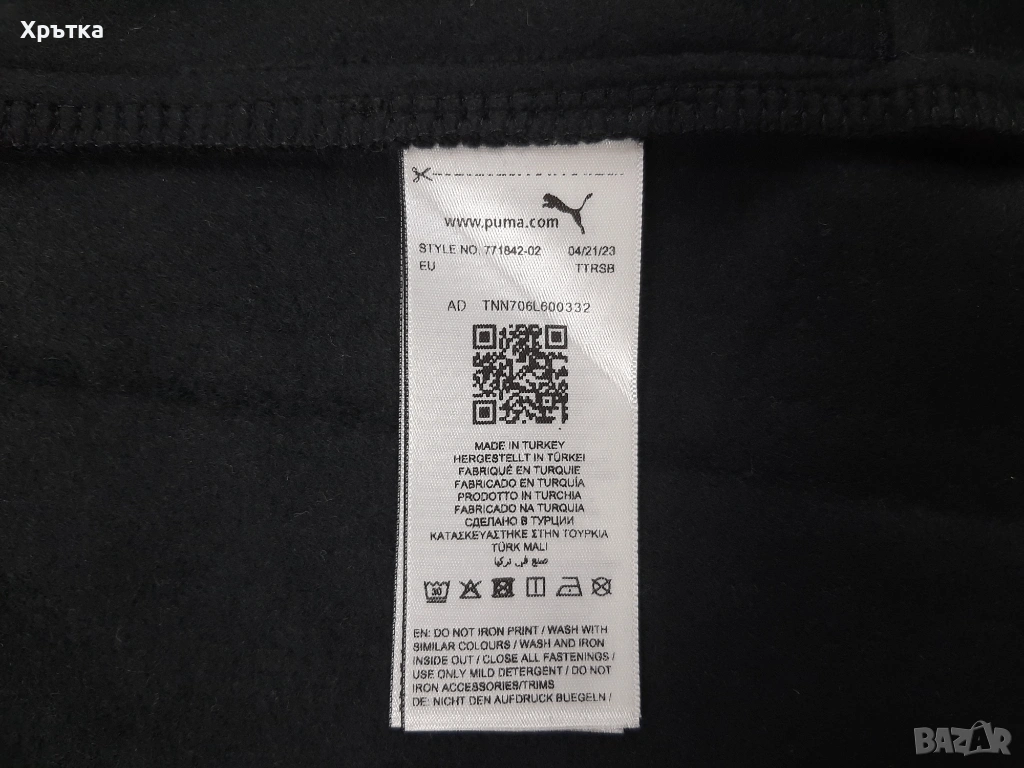 Хрътка
www.puma.com
STYLE NO. 771842-02 04/21/23
EU TTRSB
AD TNN706L600332
MADE IN TURKEY
HERGESTELLT IN TÜRKEI
FABRIQUÉ EN TURQUIE
FABRICADO EN TURQUÍA
PRODOTTO IN TURCHIA
FABRICADO NA TURQUIA
СДЕЛАНО В ТУРЦИИ
ΚΑΤΑΣΚΕΥΑΣΤΗΚΕ ΣΤΗΝ ΤΟΥΡΚΙΑ
TÜRK MALI
صنع في تركيا
30
EN: DO NOT IRON PRINT / WASH WITH
SIMILAR COLOURS / WASH AND IRON
INSIDE OUT / CLOSE ALL FASTENINGS /
USE ONLY MILD DETERGENT / DO NOT
IRON ACCESSORIES/TRIMS
DE: NICHT DEN AUFDRUCK BUEGELN /
BAZAR